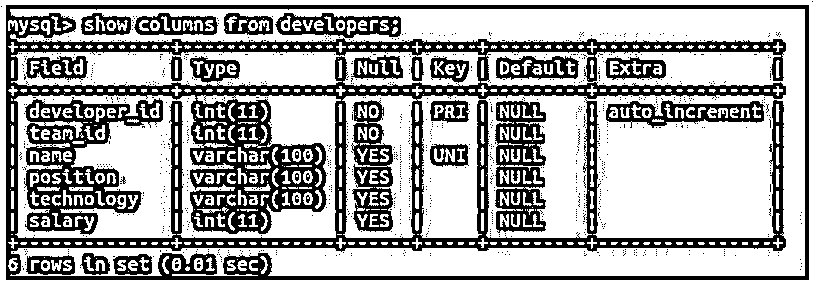 mysql> show columns from developers;
| Field | Type | Null | Key | Default | Extra |
| developer_id | int(11) | NO | PRI | NULL | auto_increment |
| team_id | int(11) | NO | | NULL | |
| name | varchar(100) | YES | UNI | NULL | |
| position | varchar(100) | YES | | NULL | |
| technology | varchar(100) | YES | | NULL | |
| salary | int(11) | YES | | NULL | |
6 rows in set (0.01 sec)